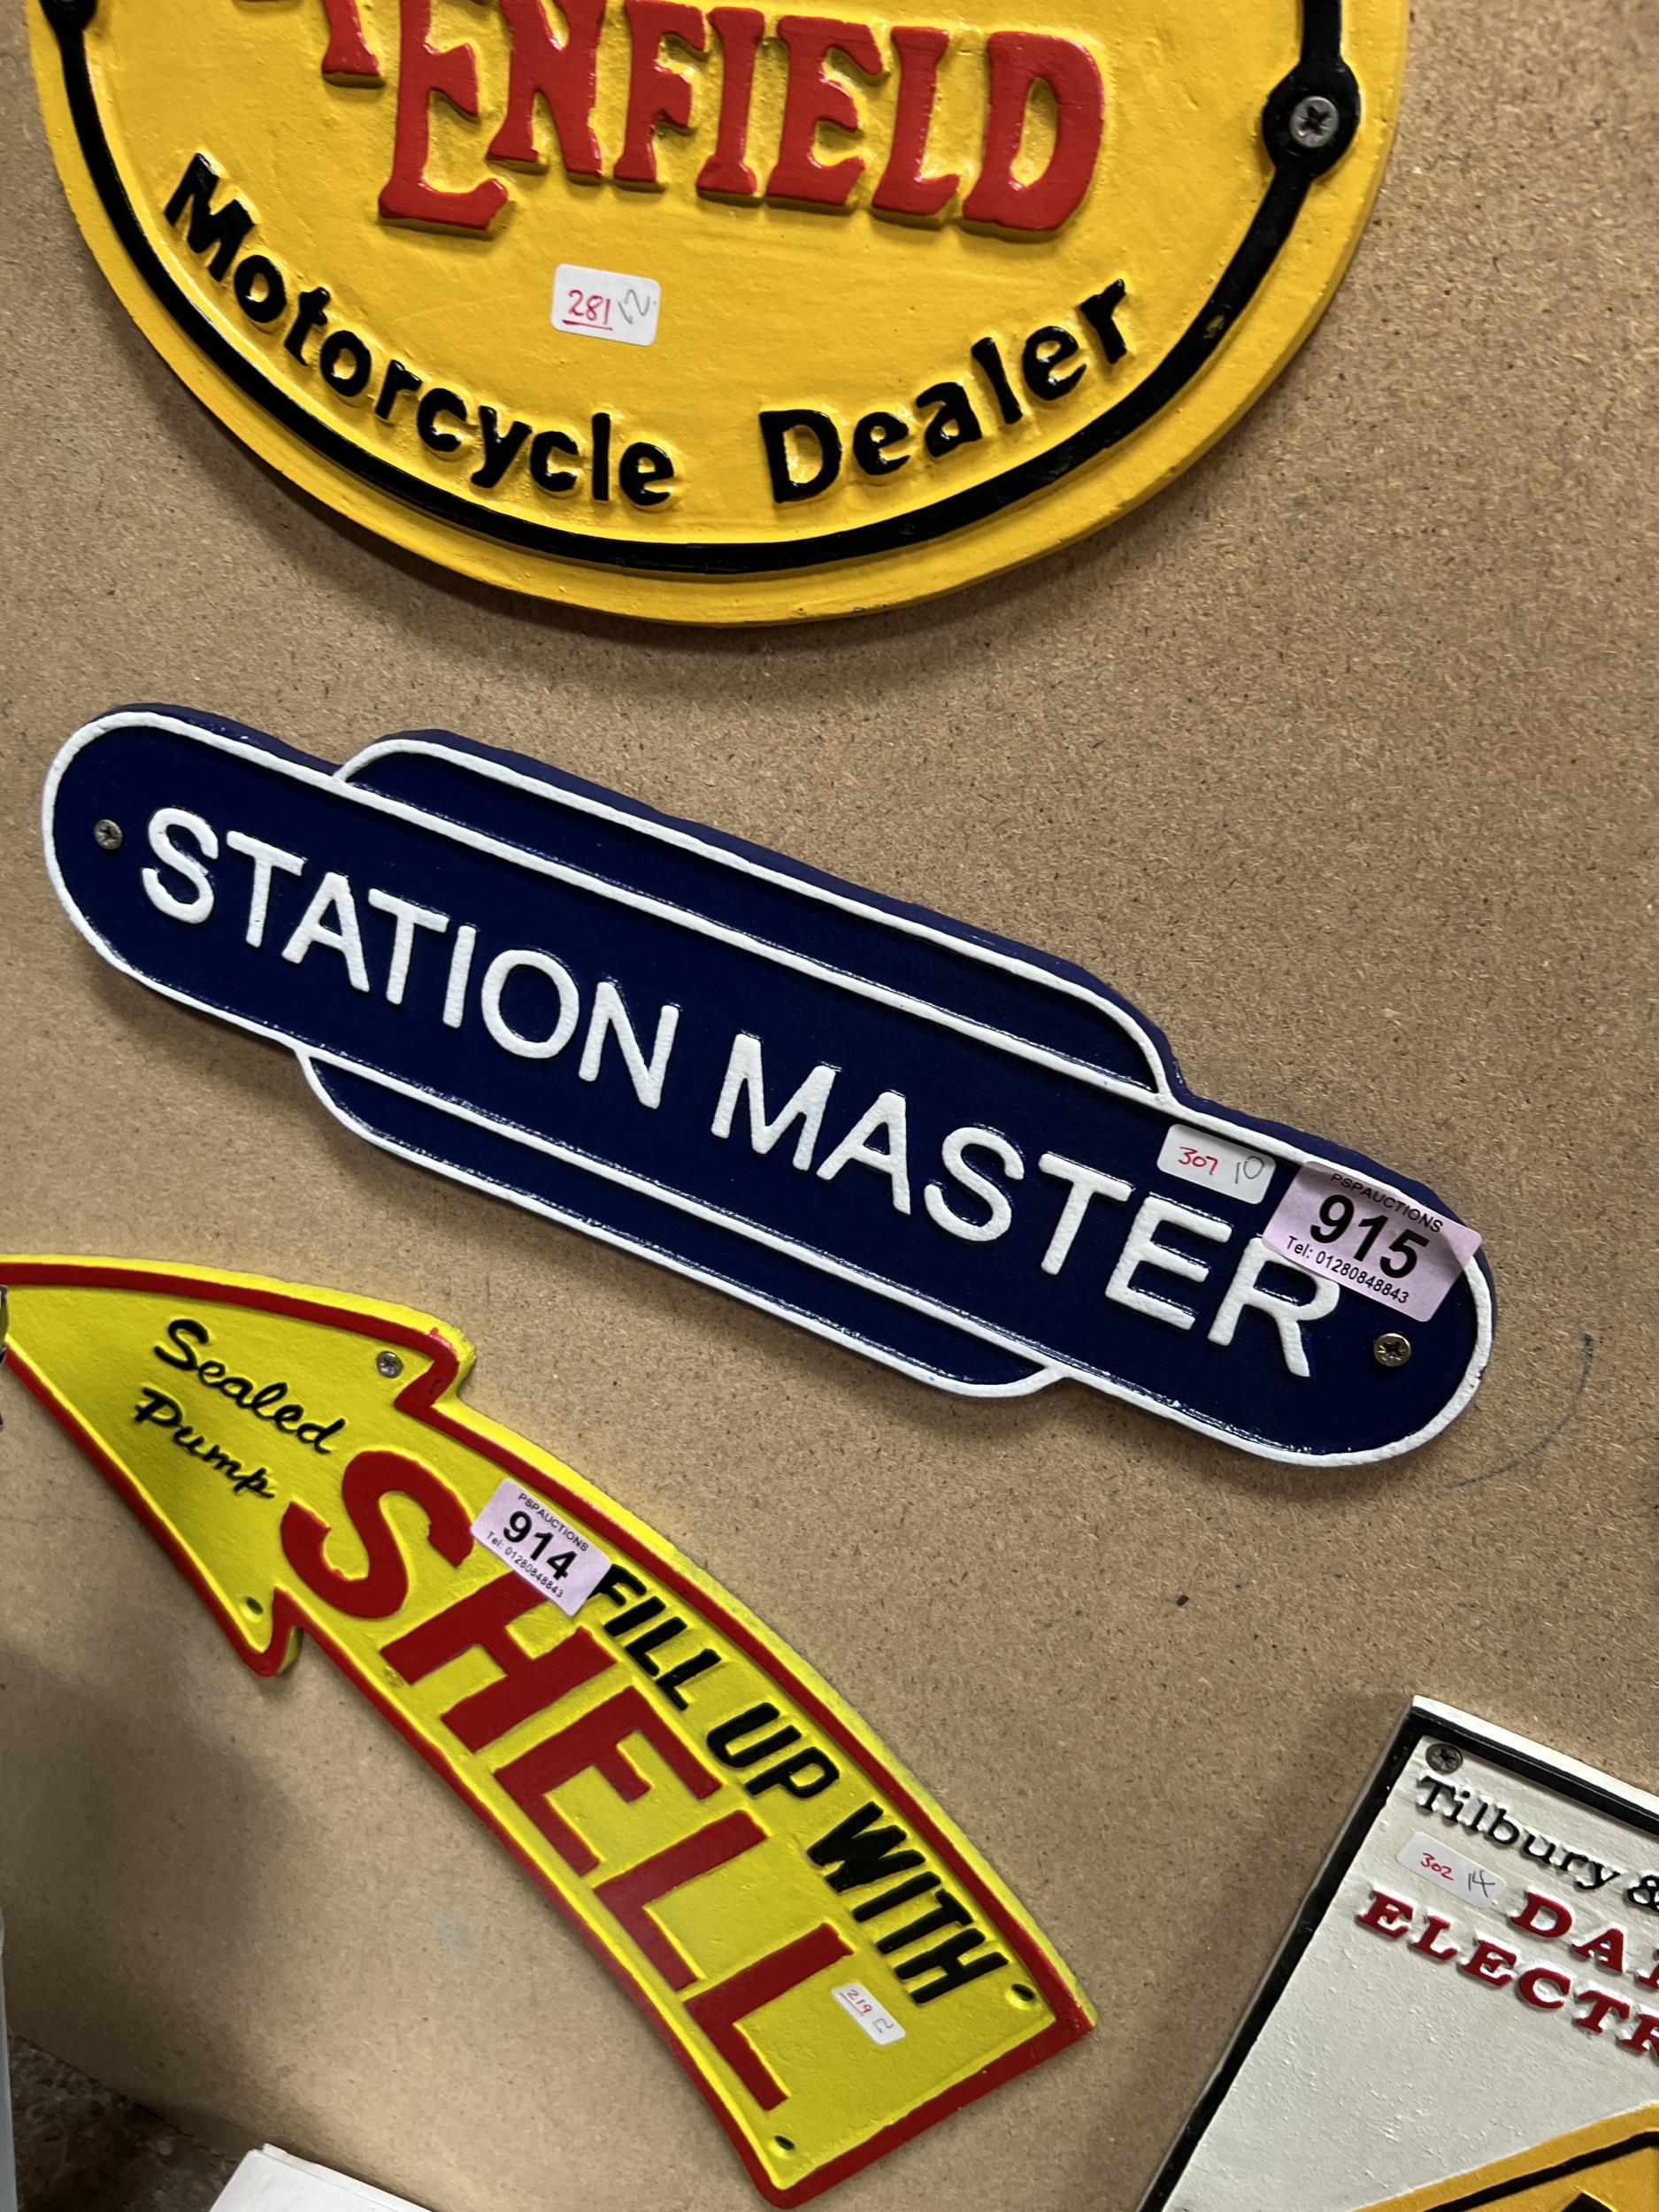 ENFIELD
Motorcycle Dealer
281 12
STATION MASTER
307 10
PSPAUCTIONS
915
Tel: 01280848843
Sealed
Pump
SHELL
PSPAUCTIONS
914
Tel: 01280848843
FILL UP WITH
219 12
Tilbury &
302 14
DA
ELECTR